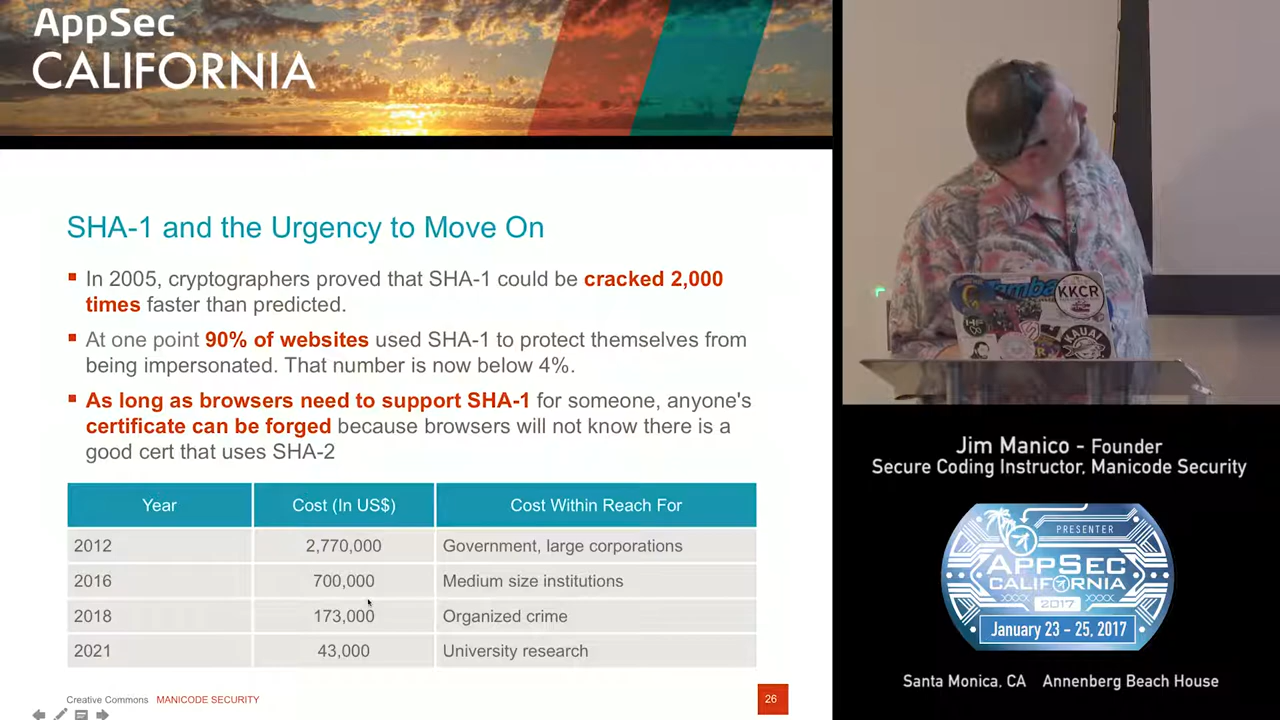 AppSec
CALIFORNIA
SHA-1 and the Urgency to Move On
In 2005, cryptographers proved that SHA-1 could be cracked 2,000
times faster than predicted.
At one point 90% of websites used SHA-1 to protect themselves from
being impersonated. That number is now below 4%.
As long as browsers need to support SHA-1 for someone, anyone's
certificate can be forged because browsers will not know there is a
good cert that uses SHA-2
Year Cost (In US$) Cost Within Reach For
2012 2,770,000 Government, large corporations
2016 700,000 Medium size institutions
2018 173,000 Organized crime
2021 43,000 University research
Creative Commons MANICODE SECURITY
26
KKCR
KAUAI
Jim Manico - Founder
Secure Coding Instructor, Manicode Security
PRESENTER
APPSEC
CALIFORNIA
2017
January 23 - 25, 2017
Santa Monica, CA Annenberg Beach House